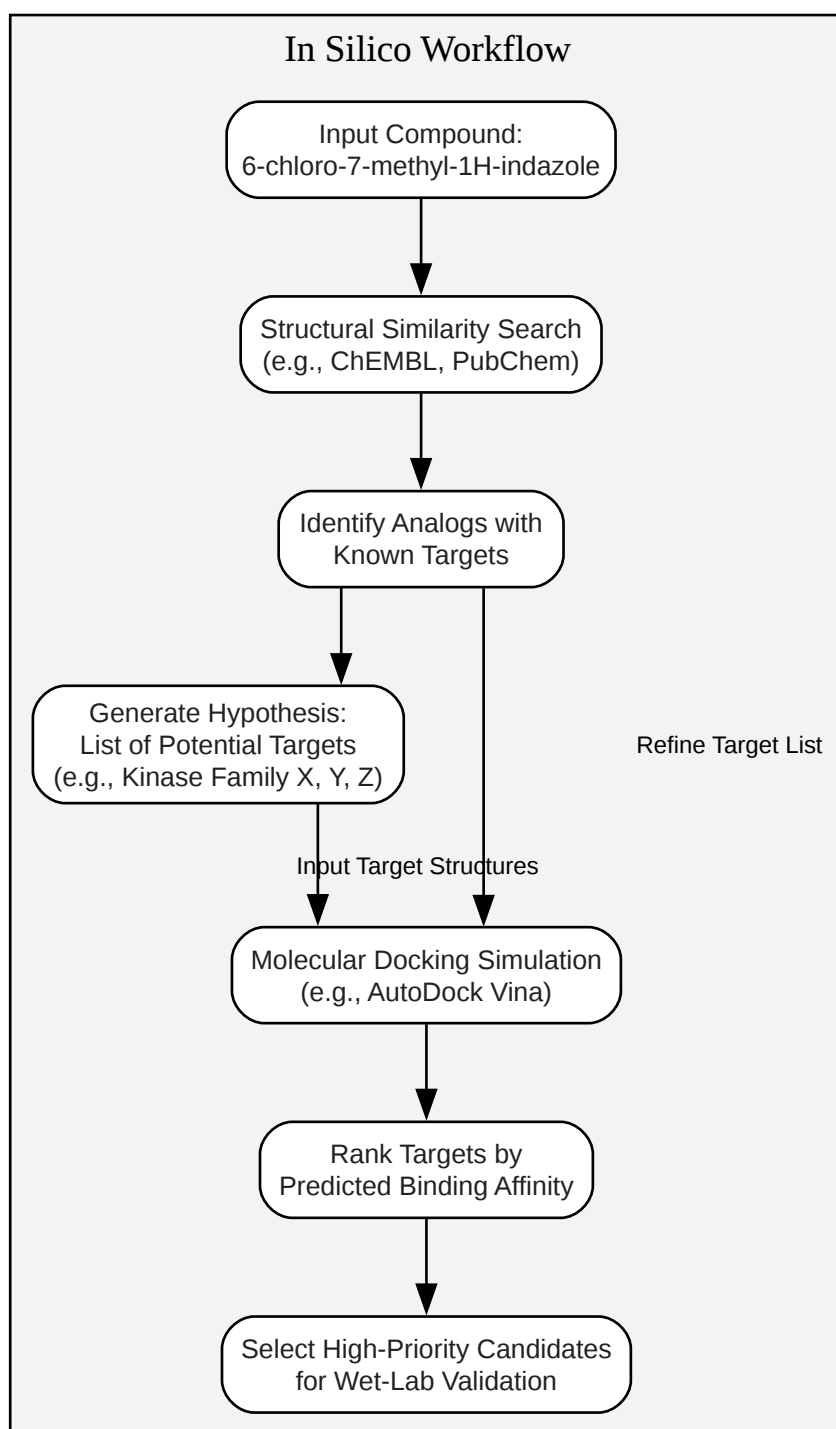 In Silico Workflow
Input Compound:
6-chloro-7-methyl-1H-indazole
Structural Similarity Search
(e.g., ChEMBL, PubChem)
Identify Analogs with
Known Targets
Generate Hypothesis:
List of Potential Targets
(e.g., Kinase Family X, Y, Z)
Refine Target List
Input Target Structures
Molecular Docking Simulation
(e.g., AutoDock Vina)
Rank Targets by
Predicted Binding Affinity
Select High-Priority Candidates
for Wet-Lab Validation